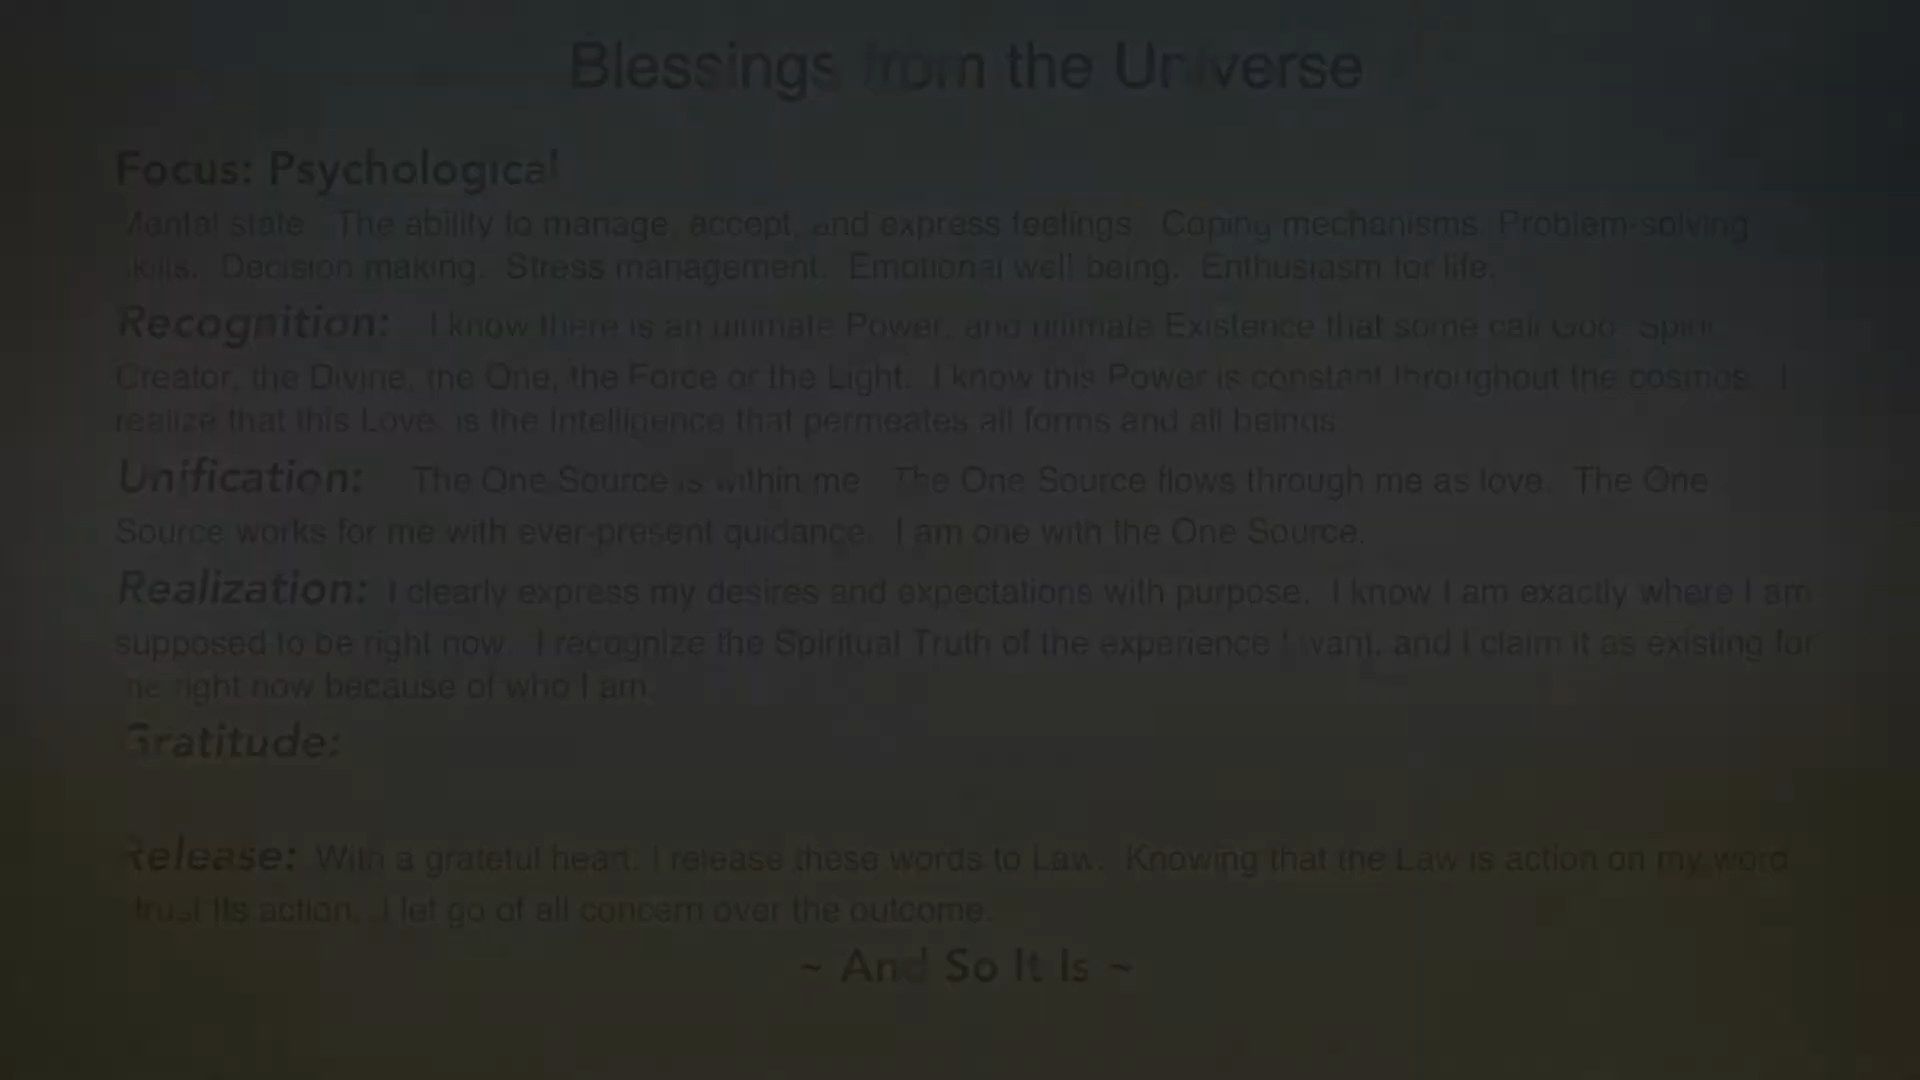 Blessings from the Universe
Focus: Psychological
Mental state The ability to manage, accept, and express feelings Coping mechanisms. Problem-solving
skills. Decision making. Stress management. Emotional well being. Enthusiasm for life.
Recognition: I know there is an ultimate Power, and ultimate Existence that some call God Spirit,
Creator, the Divine, the One, the Force or the Light. I know this Power is constant throughout the cosmos. I
realize that this Love, is the Intelligence that permeates all forms and all beings.
Unification: The One Source is within me The One Source flows through me as love. The One
Source works for me with ever-present guidance. I am one with the One Source.
Realization: I clearly express my desires and expectations with purpose. I know I am exactly where I am
supposed to be right now. I recognize the Spiritual Truth of the experience I want, and I claim it as existing for
me right now because of who I am.
Gratitude:
Release: With a grateful heart, I release these words to Law. Knowing that the Law is action on my word
trust Its action. I let go of all concern over the outcome.
~ And So It Is ~